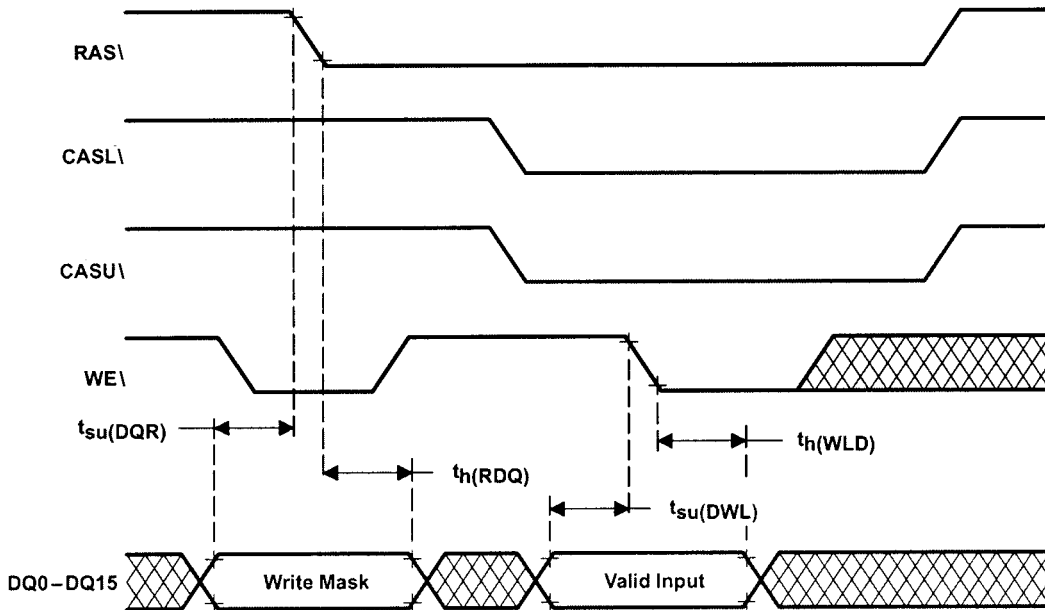 RAS\
CASL\
CASU\
WE\
tsu(DQR)
th(WLD)
th(RDQ)
tsu(DWL)
DQ0–DQ15
Write Mask
Valid Input